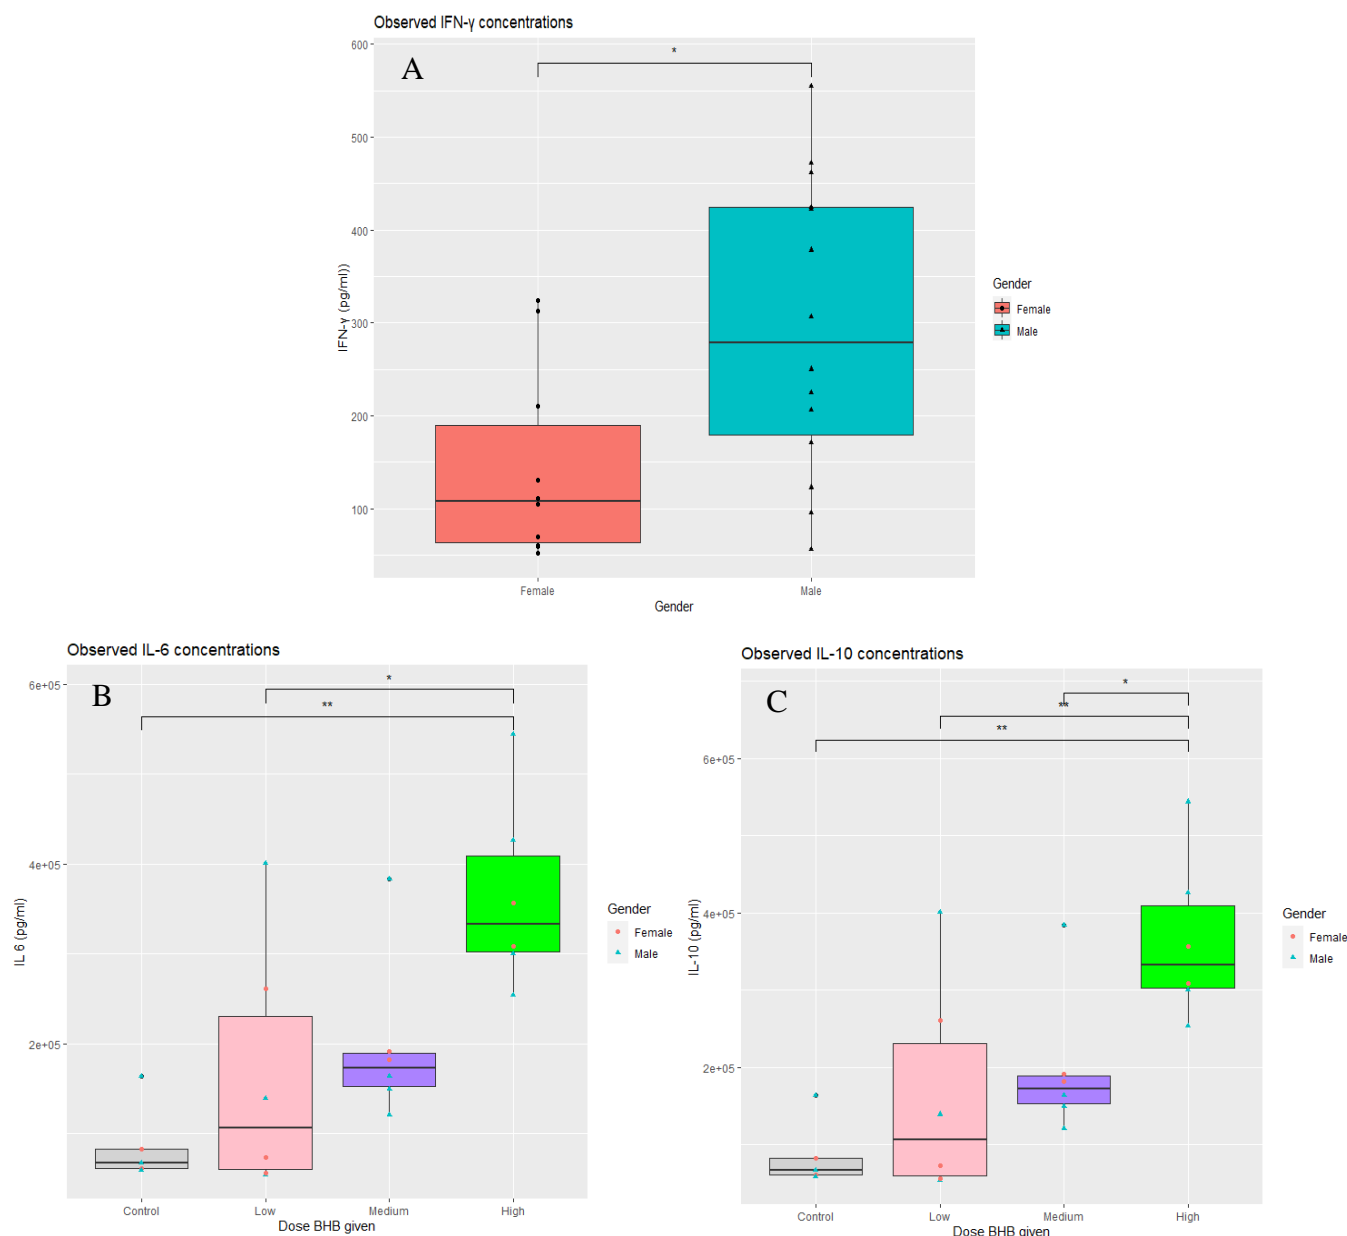 Observed IFN-γ concentrations
A
*
600
500
400
300
200
100
IFN-γ (pg/ml))
Female
Male
Gender
Gender
Female
Male
Observed IL-6 concentrations
B
*
**
6e+05
4e+05
2e+05
IL 6 (pg/ml)
Control
Low
Medium
High
Dose BHB given
Gender
Female
Male
Observed IL-10 concentrations
C
*
**
**
6e+05
4e+05
2e+05
IL-10 (pg/ml)
Control
Low
Medium
High
Dose BHB given
Gender
Female
Male